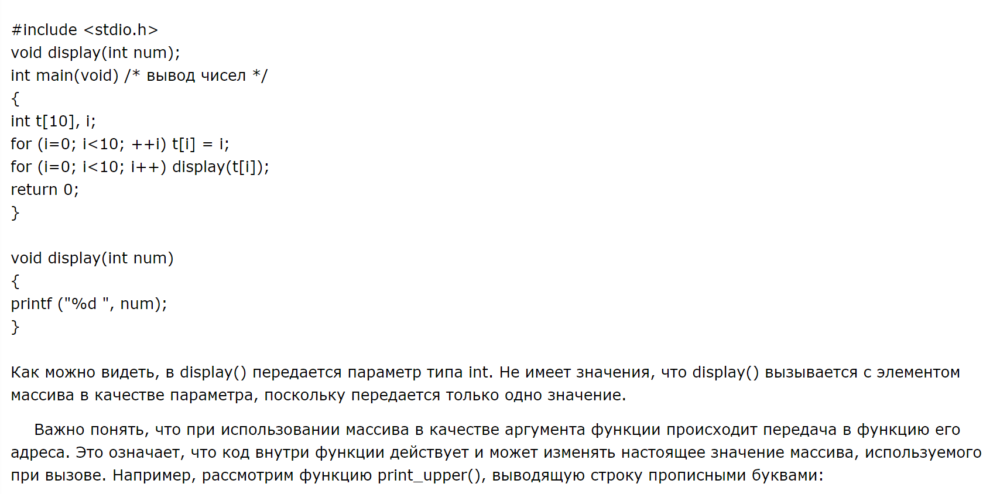 #include <stdio.h>
void display(int num);
int main(void) /* вывод чисел */
{
int t[10], i;
for (i=0; i<10; ++i) t[i] = i;
for (i=0; i<10; i++) display(t[i]);
return 0;
}
void display(int num)
{
printf ("%d ", num);
}
Как можно видеть, в display() передается параметр типа int. Не имеет значения, что display() вызывается с элементом
массива в качестве параметра, поскольку передается только одно значение.
Важно понять, что при использовании массива в качестве аргумента функции происходит передача в функцию его
адреса. Это означает, что код внутри функции действует и может изменять настоящее значение массива, используемого
при вызове. Например, рассмотрим функцию print_upper(), выводящую строку прописными буквами: